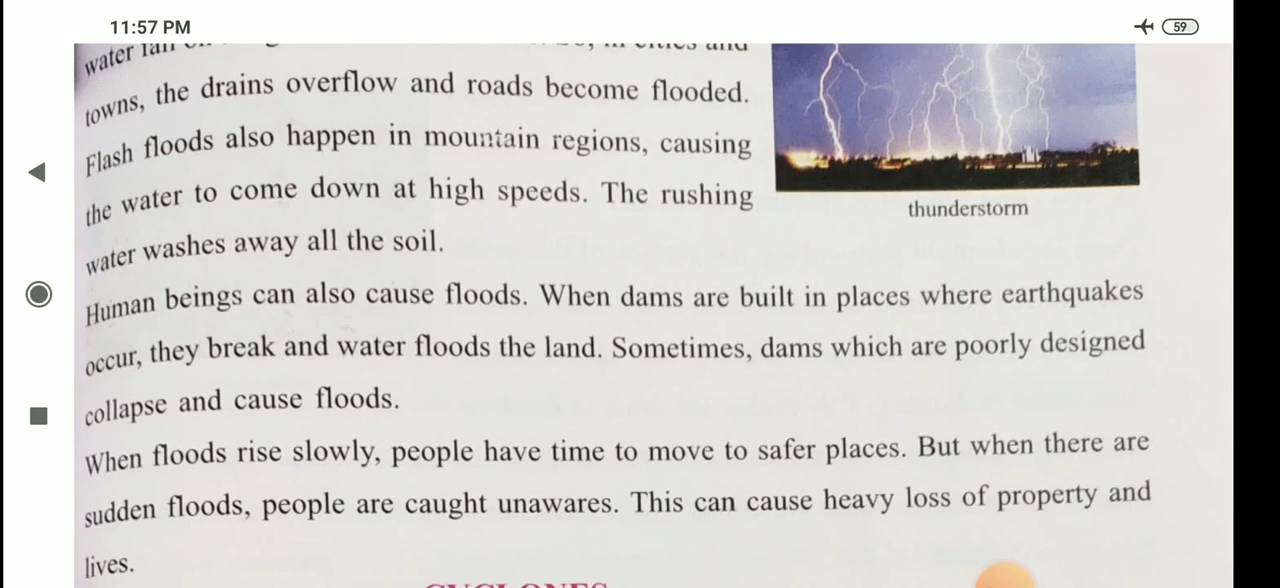 11:57 PM
59
water
towns, the drains overflow and roads become flooded.
Flash floods also happen in mountain regions, causing
the water to come down at high speeds. The rushing
water washes away all the soil.
thunderstorm
Human beings can also cause floods. When dams are built in places where earthquakes
occur, they break and water floods the land. Sometimes, dams which are poorly designed
collapse and cause floods.
When floods rise slowly, people have time to move to safer places. But when there are
sudden floods, people are caught unawares. This can cause heavy loss of property and
lives.